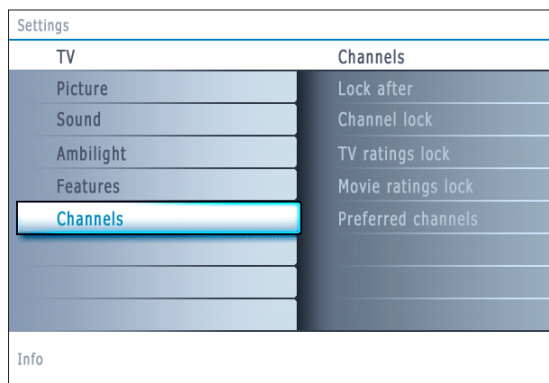 Settings
TV
Channels
Picture
Lock after
Sound
Channel lock
Ambilight
TV ratings lock
Features
Movie ratings lock
Channels
Preferred channels
Info